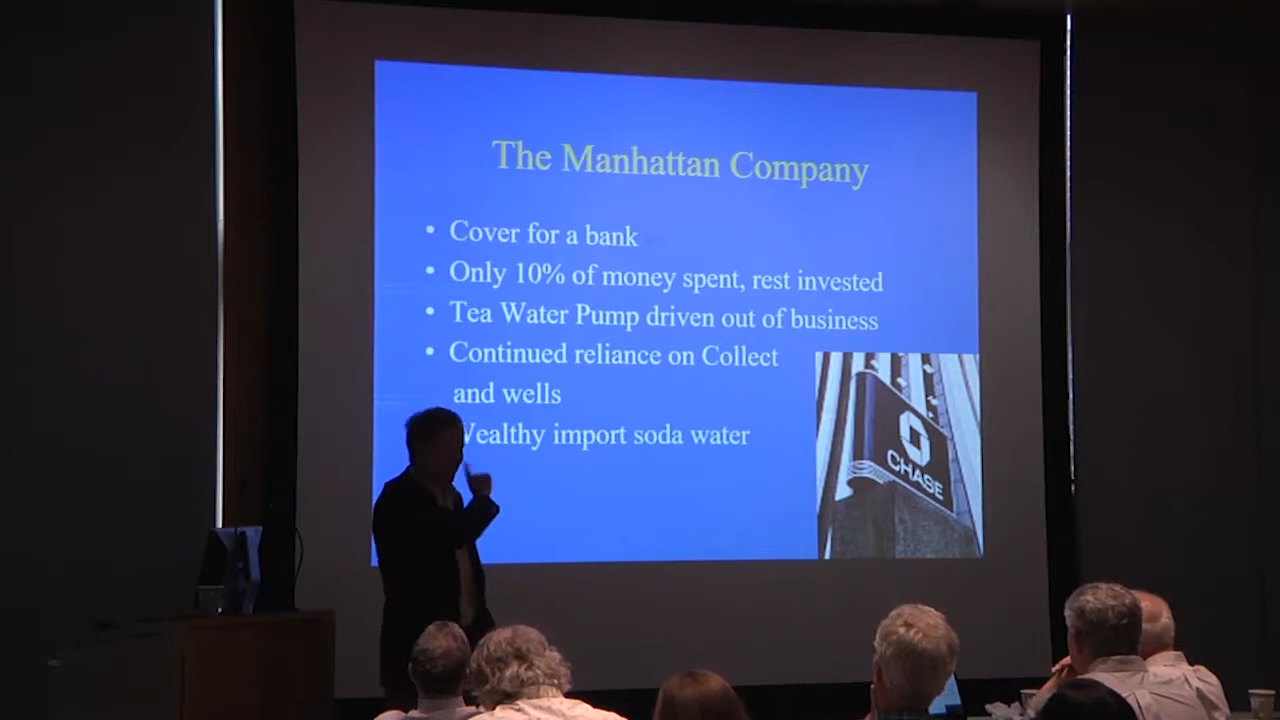 The Manhattan Company
• Cover for a bank
• Only 10% of money spent, rest invested
• Tea Water Pump driven out of business
• Continued reliance on Collect
and wells
Wealthy import soda water
CHASE